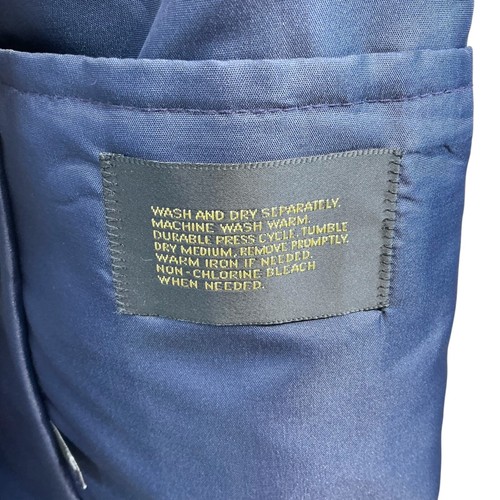 WASH AND DRY SEPARATELY.
MACHINE WASH WARM.
DURABLE PRESS CYCLE. TUMBLE
DRY MEDIUM, REMOVE PROMPTLY.
WARM IRON IF NEEDED.
NON-CHLORINE BLEACH
WHEN NEEDED.